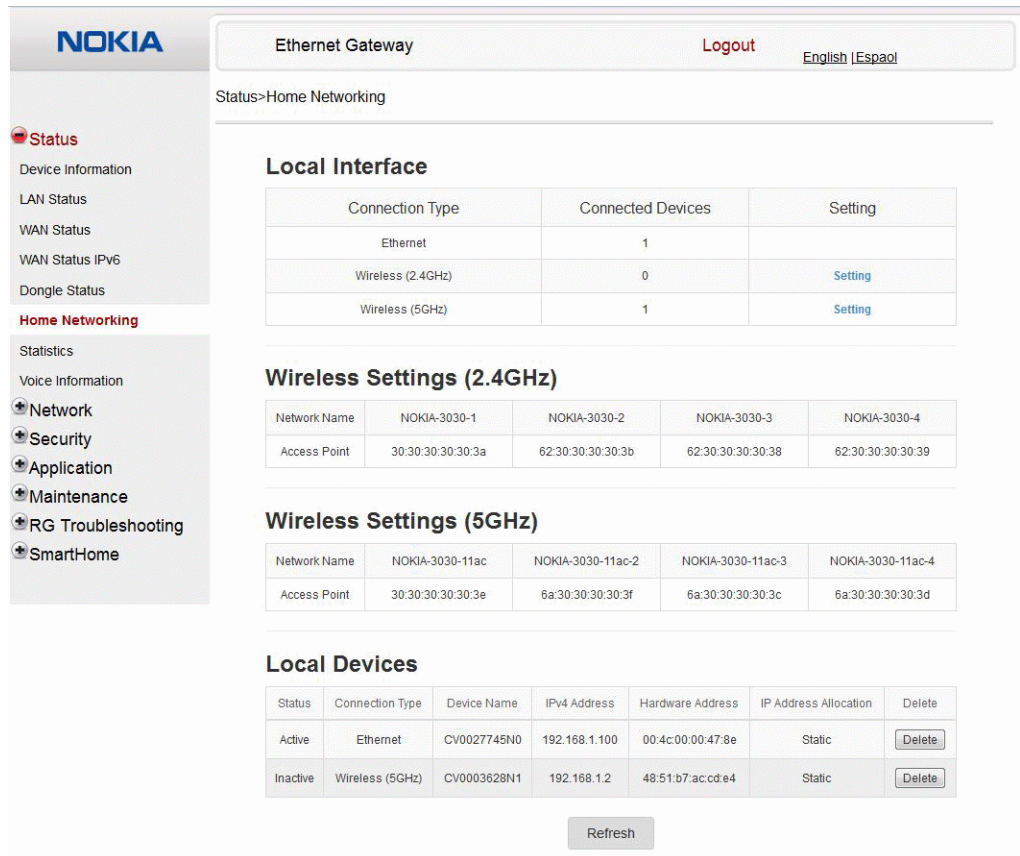 NOKIA
Ethernet Gateway
Logout
English | Espaol
Status>Home Networking
Status
Device Information
LAN Status
WAN Status
WAN Status IPv6
Dongle Status
Home Networking
Statistics
Voice Information
Network
Security
Application
Maintenance
RG Troubleshooting
SmartHome
Local Interface
Connection Type Connected Devices Setting
Ethernet 1
Wireless (2.4GHz) 0 Setting
Wireless (5GHz) 1 Setting
Wireless Settings (2.4GHz)
Network Name NOKIA-3030-1 NOKIA-3030-2 NOKIA-3030-3 NOKIA-3030-4
Access Point 30:30:30:30:30:3a 62:30:30:30:30:3b 62:30:30:30:30:38 62:30:30:30:30:39
Wireless Settings (5GHz)
Network Name NOKIA-3030-11ac NOKIA-3030-11ac-2 NOKIA-3030-11ac-3 NOKIA-3030-11ac-4
Access Point 30:30:30:30:30:3e 6a:30:30:30:30:3f 6a:30:30:30:30:3c 6a:30:30:30:30:3d
Local Devices
Status Connection Type Device Name IPv4 Address Hardware Address IP Address Allocation Delete
Active Ethernet CV0027745N0 192.168.1.100 00:4c:00:00:47:8e Static Delete
Inactive Wireless (5GHz) CV0003628N1 192.168.1.2 48:51:b7:ac:cd:e4 Static Delete
Refresh